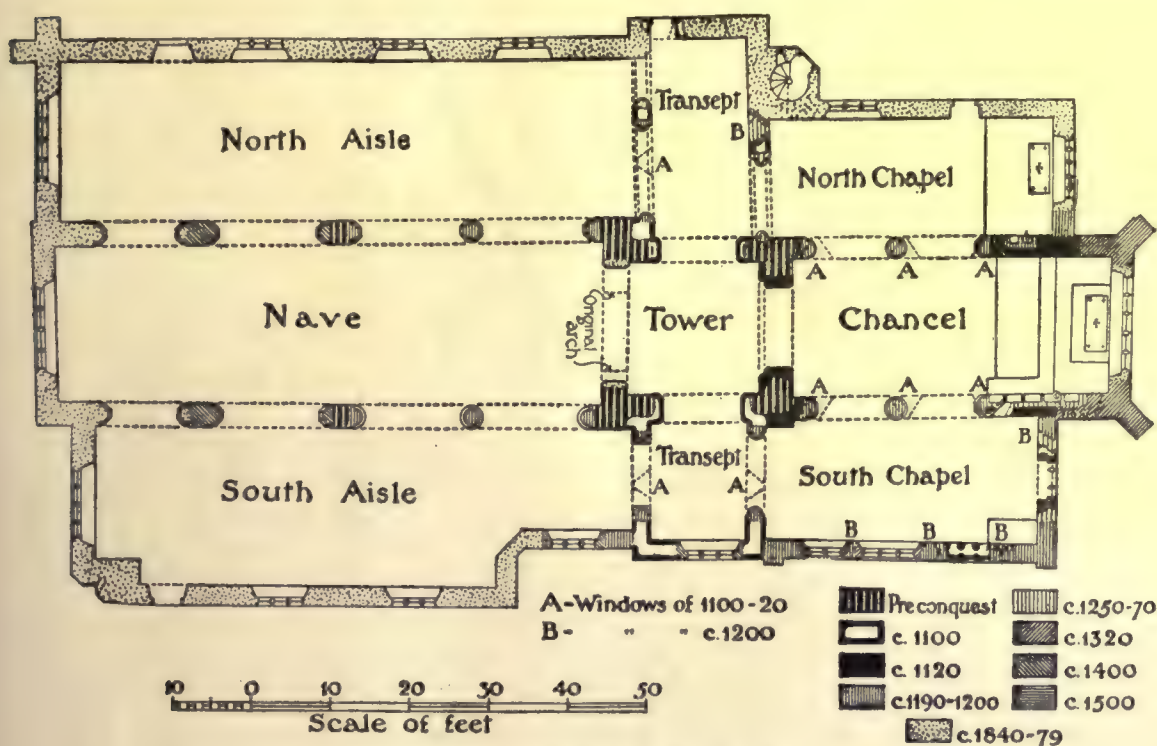 Transept
B
North Aisle
A
North Chapel
A
A
A
Nave
original
arch
Tower
Chancel
A
A
A
B
Transept
South Aisle
A
A
South Chapel
B
B
B
A-Windows of 1100-20
B- " " " c.1200
Preconquest
c.1250-70
c.1100
c.1320
c.1120
c.1400
c.1190-1200
c.1500
c.1840-79
10 0 10 20 30 40 50
Scale of feet